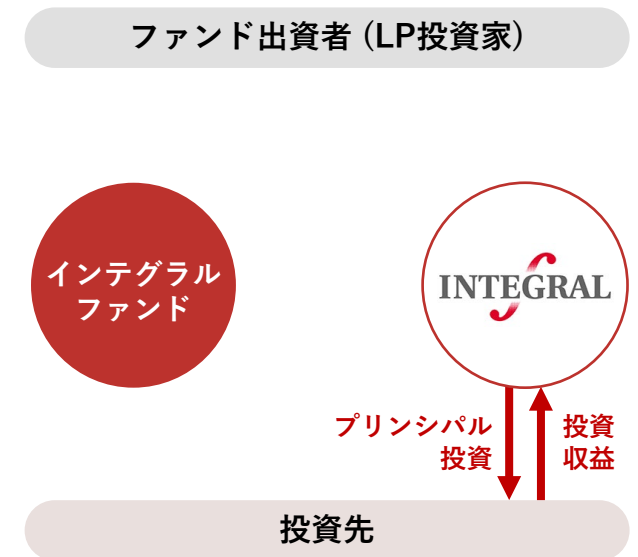 ファンド出資者 (LP投資家)
インテグラル
ファンド
INTEGRAL
プリンシパル
投資
投資
収益
投資先